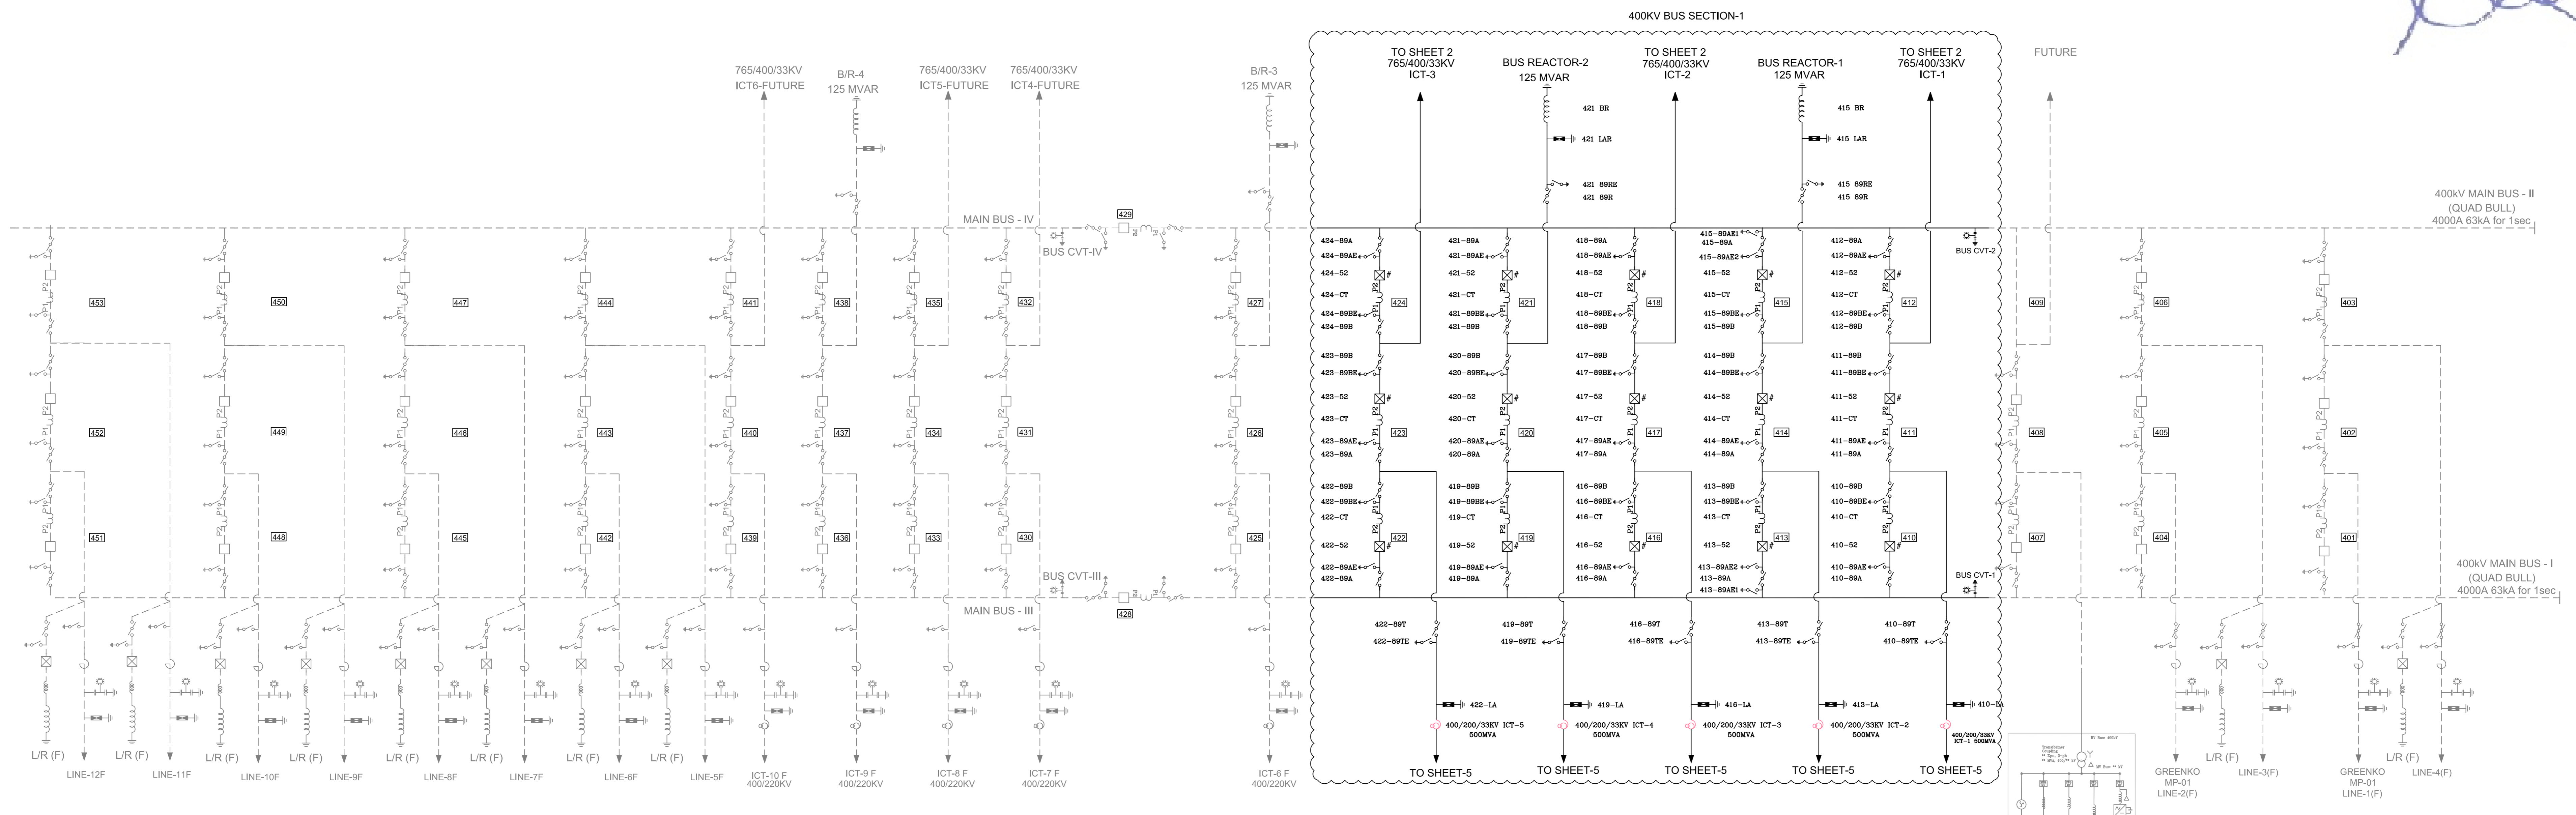 400KV BUS SECTION-1
TO SHEET 2
765/400/33KV
ICT-3
BUS REACTOR-2
125 MVAR
TO SHEET 2
765/400/33KV
ICT-2
BUS REACTOR-1
125 MVAR
TO SHEET 2
765/400/33KV
ICT-1
FUTURE
765/400/33KV
ICT6-FUTURE
B/R-4
125 MVAR
765/400/33KV
ICT5-FUTURE
765/400/33KV
ICT4-FUTURE
B/R-3
125 MVAR
421 BR
421 LAR
421 89RE
421 89R
415 BR
415 LAR
415 89RE
415 89R
400kV MAIN BUS - II
(QUAD BULL)
4000A 63kA for 1sec
MAIN BUS - IV
BUS CVT-IV
429
BUS CVT-2
453
450
447
444
441
438
435
432
427
424-89A
424-89AE
424-52
424-CT
424-89BE
424-89B
424
421-89A
421-89AE
421-52
421-CT
421-89BE
421-89B
421
418-89A
418-89AE
418-52
418-CT
418-89BE
418-89B
418
415-89AE1
415-89A
415-89AE2
415-52
415-CT
415-89BE
415-89B
415
412-89A
412-89AE
412-52
412-CT
412-89BE
412-89B
412
409
406
403
452
449
446
443
440
437
434
431
426
423-89B
423-89BE
423-52
423-CT
423-89AE
423-89A
423
420-89B
420-89BE
420-52
420-CT
420-89AE
420-89A
420
417-89B
417-89BE
417-52
417-CT
417-89AE
417-89A
417
414-89B
414-89BE
414-52
414-CT
414-89AE
414-89A
414
411-89B
411-89BE
411-52
411-CT
411-89AE
411-89A
411
408
405
402
451
448
445
442
439
436
433
430
425
422-89B
422-89BE
422-CT
422-52
422-89AE
422-89A
422
419-89B
419-89BE
419-CT
419-52
419-89AE
419-89A
419
416-89B
416-89BE
416-CT
416-52
416-89AE
416-89A
416
413-89B
413-89BE
413-CT
413-52
413-89AE2
413-89A
413-89AE1
413
410-89B
410-89BE
410-CT
410-52
410-89AE
410-89A
410
407
404
401
BUS CVT-III
MAIN BUS - III
428
BUS CVT-1
400kV MAIN BUS - I
(QUAD BULL)
4000A 63kA for 1sec
422-89T
422-89TE
419-89T
419-89TE
416-89T
416-89TE
413-89T
413-89TE
410-89T
410-89TE
422-LA
419-LA
416-LA
413-LA
410-LA
400/200/33KV ICT-5
500MVA
400/200/33KV ICT-4
500MVA
400/200/33KV ICT-3
500MVA
400/200/33KV ICT-2
500MVA
400/200/33KV
ICT-1 500MVA
TO SHEET-5
TO SHEET-5
TO SHEET-5
TO SHEET-5
TO SHEET-5
L/R (F)
LINE-12F
L/R (F)
LINE-11F
L/R (F)
LINE-10F
L/R (F)
LINE-9F
L/R (F)
LINE-8F
L/R (F)
LINE-7F
L/R (F)
LINE-6F
L/R (F)
LINE-5F
ICT-10 F
400/220KV
ICT-9 F
400/220KV
ICT-8 F
400/220KV
ICT-7 F
400/220KV
ICT-6 F
400/220KV
Transformer
Coupling
GREENKO
MP-01
LINE-2(F)
L/R (F)
LINE-3(F)
GREENKO
MP-01
LINE-1(F)
L/R (F)
LINE-4(F)